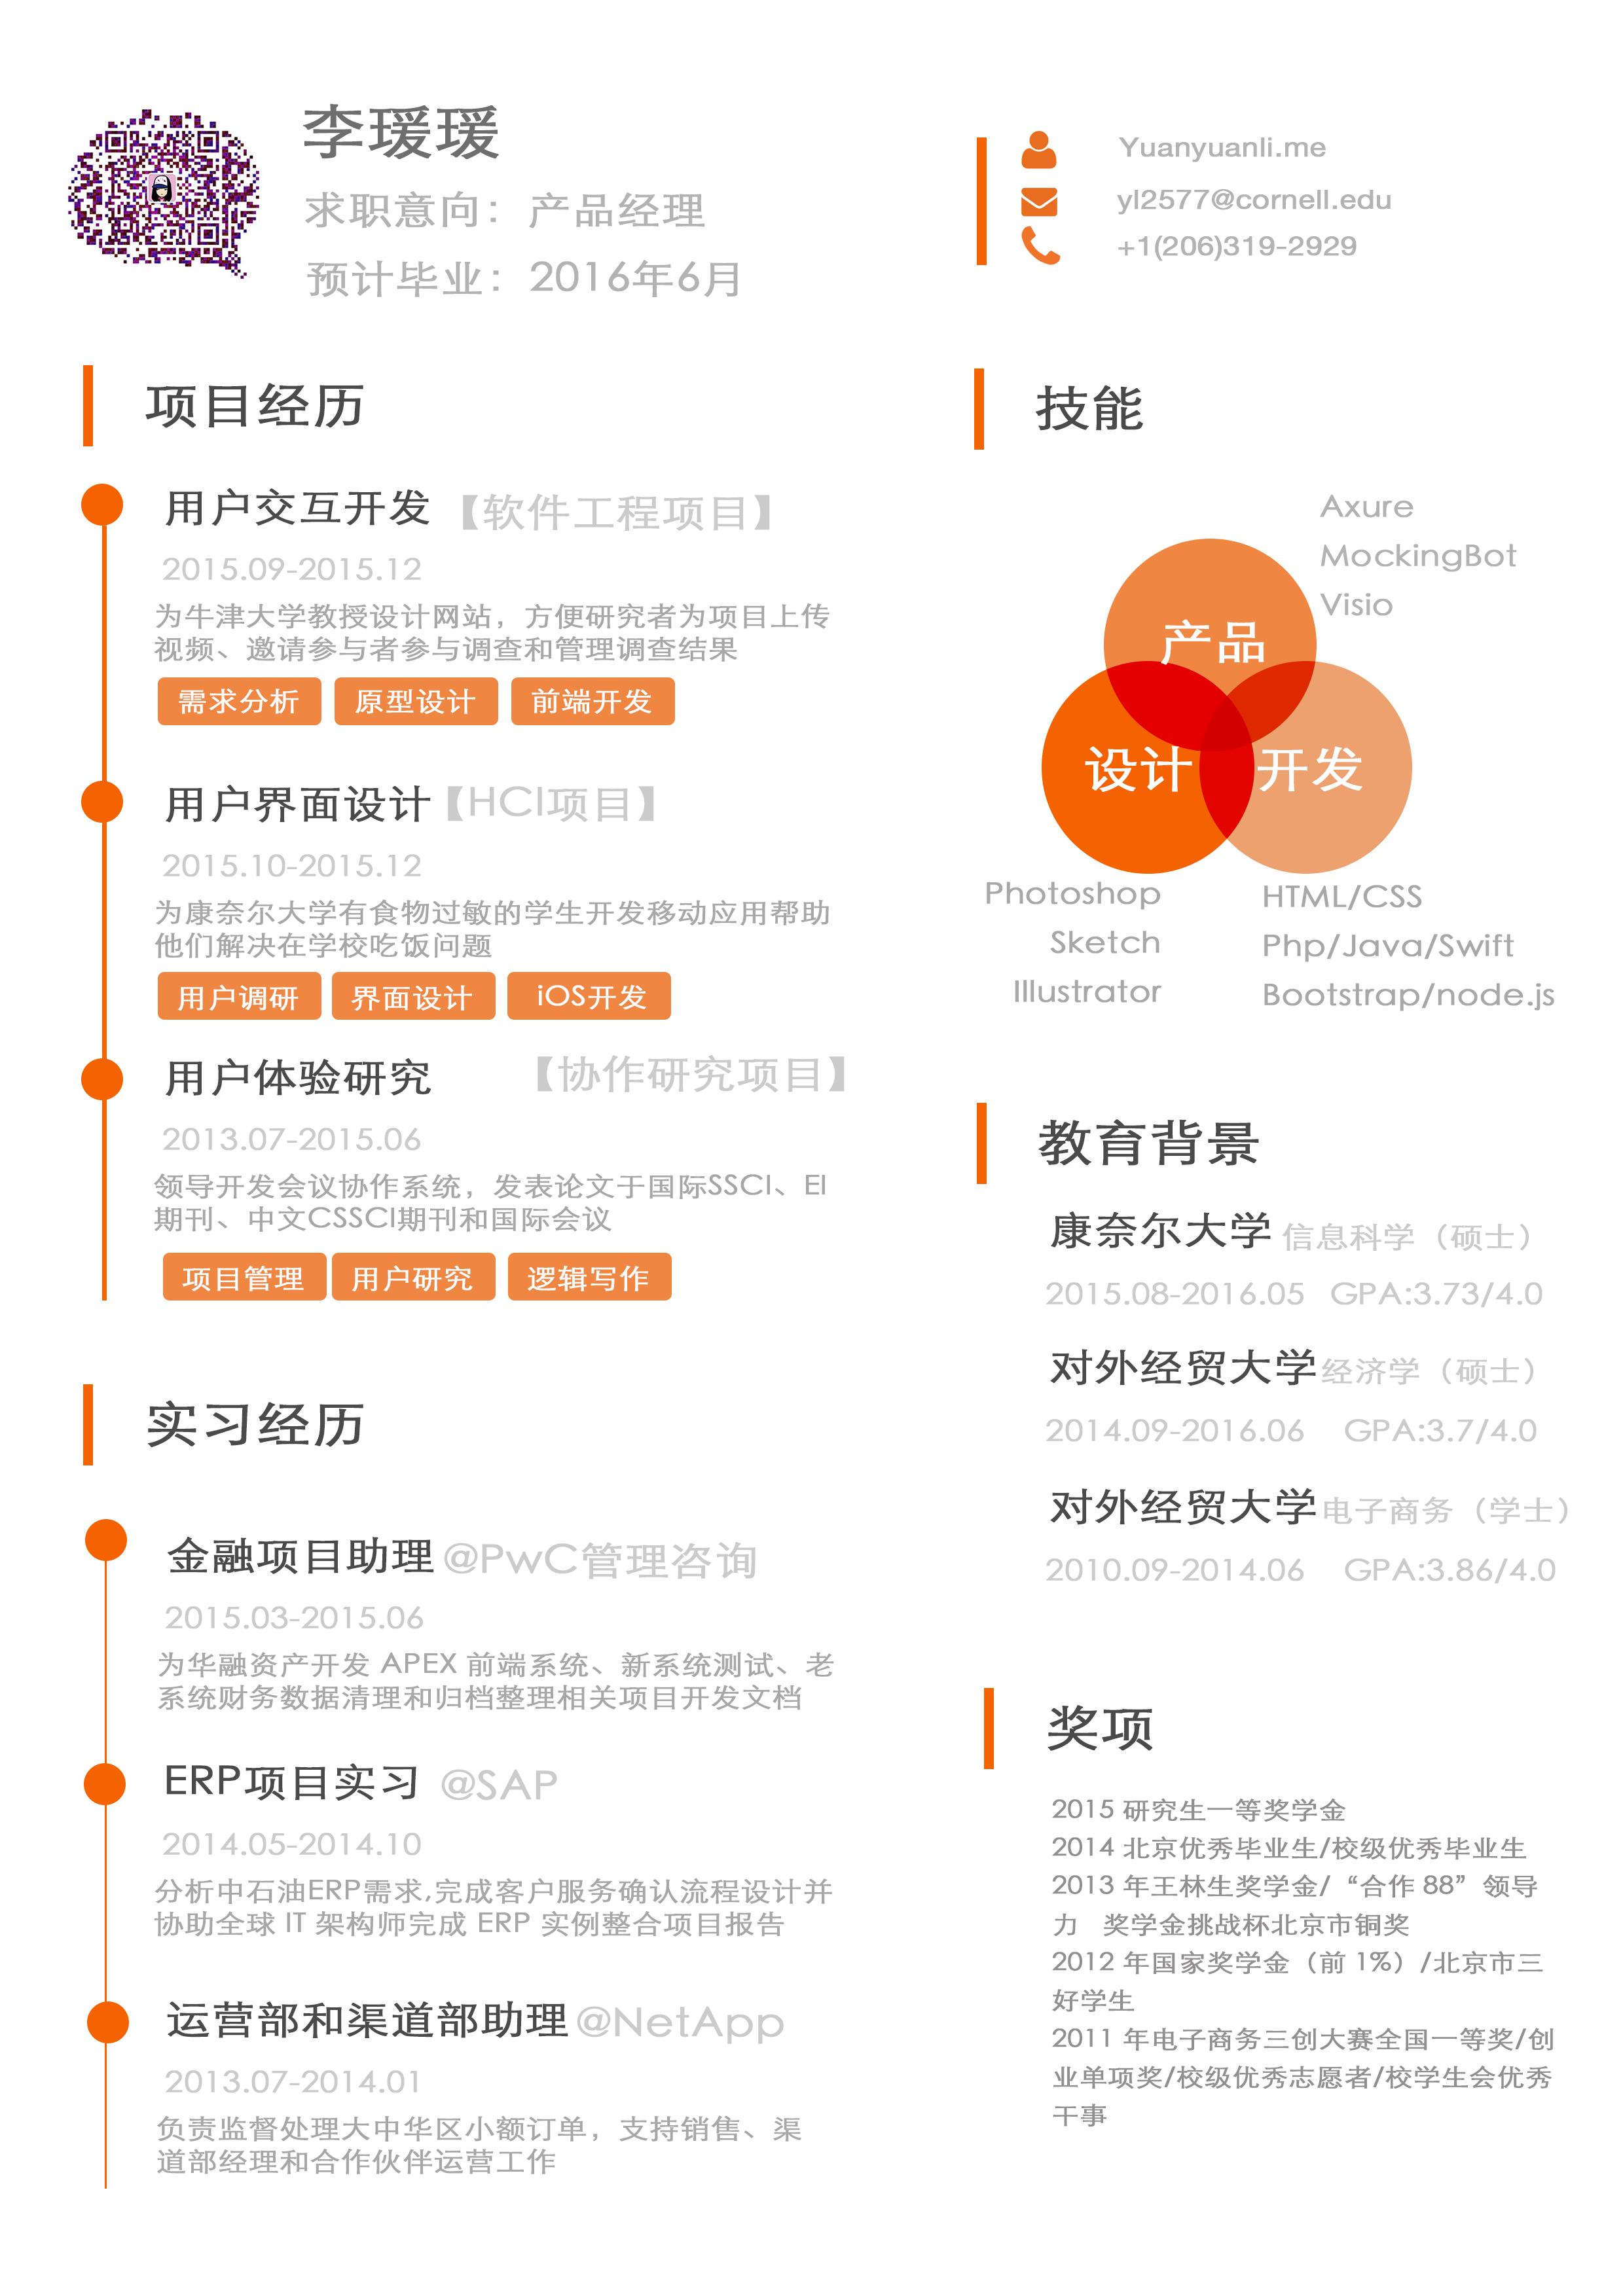 李瑗瑗
求职意向：产品经理
预计毕业：2016年6月
Yuanyuanli.me
yl2577@cornell.edu
+1(206)319-2929
项目经历
用户交互开发【软件工程项目】
2015.09-2015.12
为牛津大学教授设计网站，方便研究者为项目上传
视频、邀请参与者参与调查和管理调查结果
需求分析 原型设计 前端开发
用户界面设计【HCI项目】
2015.10-2015.12
为康奈尔大学有食物过敏的学生开发移动应用帮助
他们解决在学校吃饭问题
用户调研 界面设计 iOS开发
用户体验研究 【协作研究项目】
2013.07-2015.06
领导开发会议协作系统，发表论文于国际SSCI、EI
期刊、中文CSSCI期刊和国际会议
项目管理 用户研究 逻辑写作
实习经历
金融项目助理@PwC管理咨询
2015.03-2015.06
为华融资产开发 APEX 前端系统、新系统测试、老
系统财务数据清理和归档整理相关项目开发文档
ERP项目实习 @SAP
2014.05-2014.10
分析中石油ERP需求,完成客户服务确认流程设计并
协助全球 IT 架构师完成 ERP 实例整合项目报告
运营部和渠道部助理@NetApp
2013.07-2014.01
负责监督处理大中华区小额订单，支持销售、渠
道部经理和合作伙伴运营工作
技能
Axure
MockingBot
Visio
产品
设计 开发
Photoshop
Sketch
Illustrator
HTML/CSS
Php/Java/Swift
Bootstrap/node.js
教育背景
康奈尔大学 信息科学（硕士）
2015.08-2016.05 GPA:3.73/4.0
对外经贸大学经济学（硕士）
2014.09-2016.06 GPA:3.7/4.0
对外经贸大学电子商务（学士）
2010.09-2014.06 GPA:3.86/4.0
奖项
2015 研究生一等奖学金
2014 北京优秀毕业生/校级优秀毕业生
2013 年王林生奖学金/“合作 88”领导
力 奖学金挑战杯北京市铜奖
2012 年国家奖学金（前 1%）/北京市三
好学生
2011 年电子商务三创大赛全国一等奖/创
业单项奖/校级优秀志愿者/校学生会优秀
干事